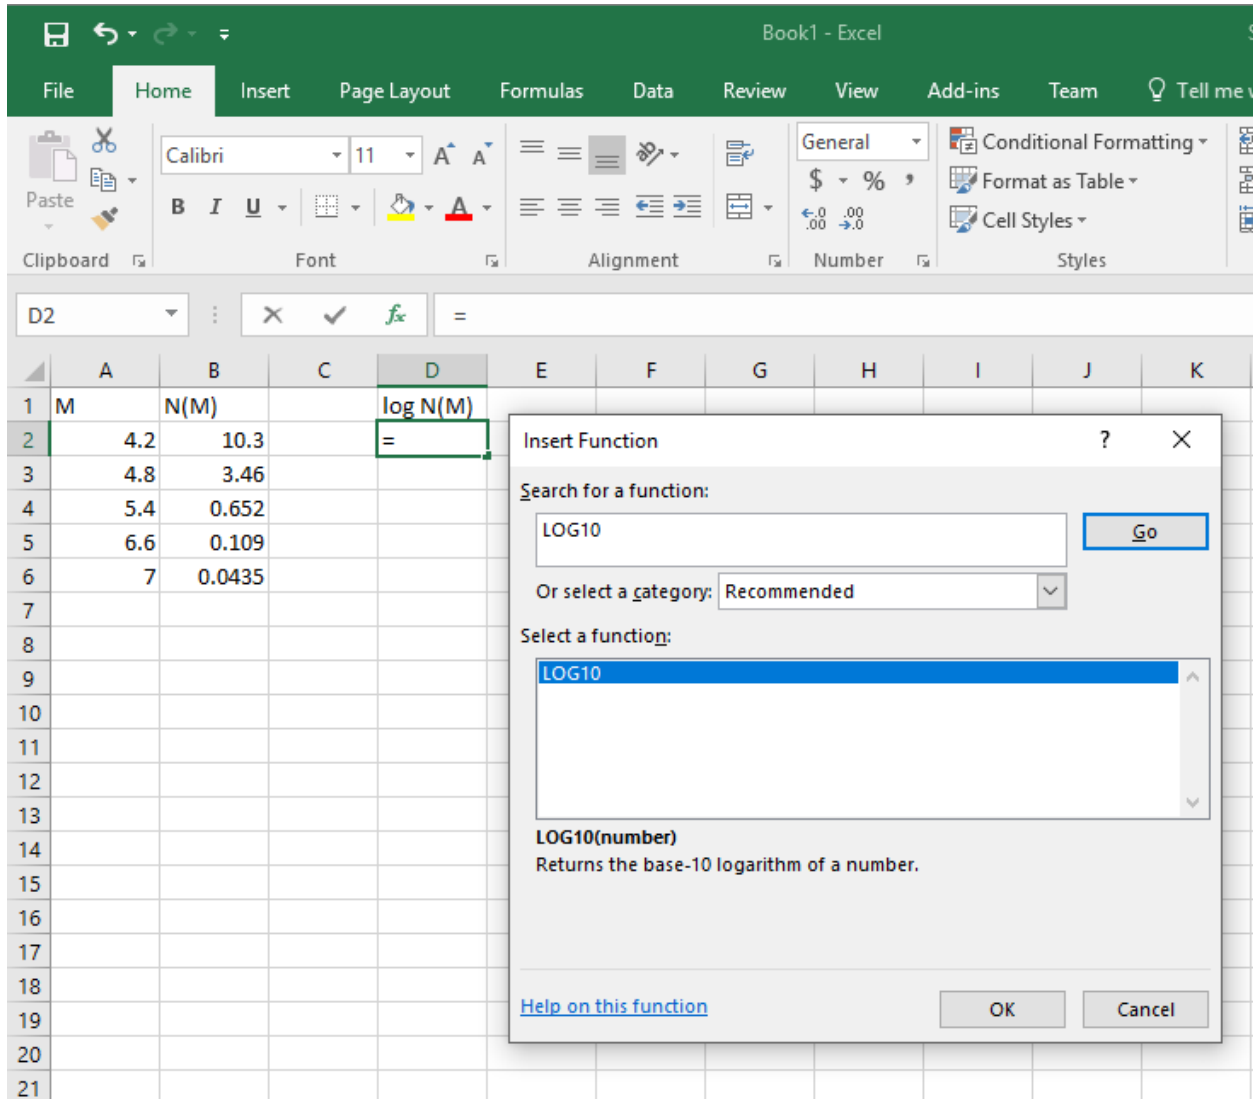 Book1 - Excel
File Home Insert Page Layout Formulas Data Review View Add-ins Team Tell me
Paste
Clipboard
Calibri 11 A A
B I U A
Font
Alignment
General
$ % ,
.0 .00
.00 .0
Number
Conditional Formatting
Format as Table
Cell Styles
Styles
D2 fx =
A B C D E F G H I J K
1 M N(M) log N(M)
2 4.2 10.3 =
3 4.8 3.46
4 5.4 0.652
5 6.6 0.109
6 7 0.0435
7
8
9
10
11
12
13
14
15
16
17
18
19
20
21
Insert Function ?
Search for a function:
LOG10 Go
Or select a category: Recommended
Select a function:
LOG10
LOG10(number)
Returns the base-10 logarithm of a number.
Help on this function OK Cancel